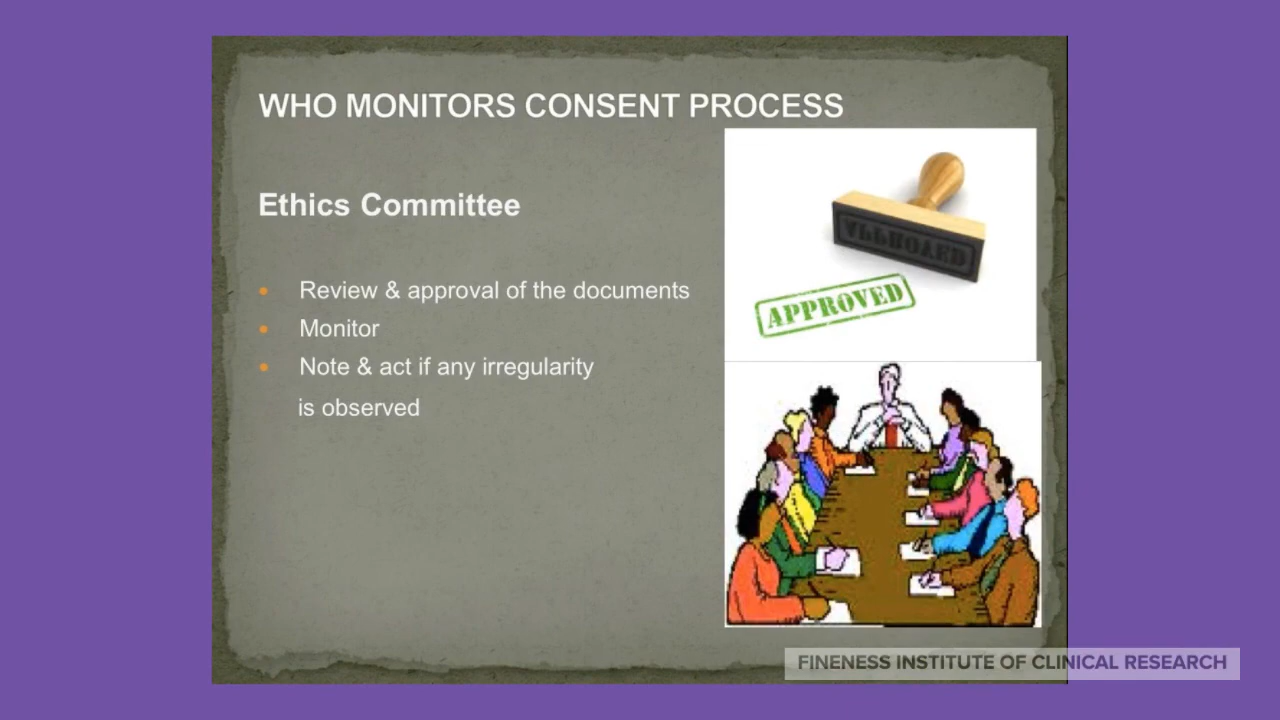 WHO MONITORS CONSENT PROCESS
Ethics Committee
• Review & approval of the documents
• Monitor
• Note & act if any irregularity
is observed
APPROVED
APPROVED
FINENESS INSTITUTE OF CLINICAL RESEARCH